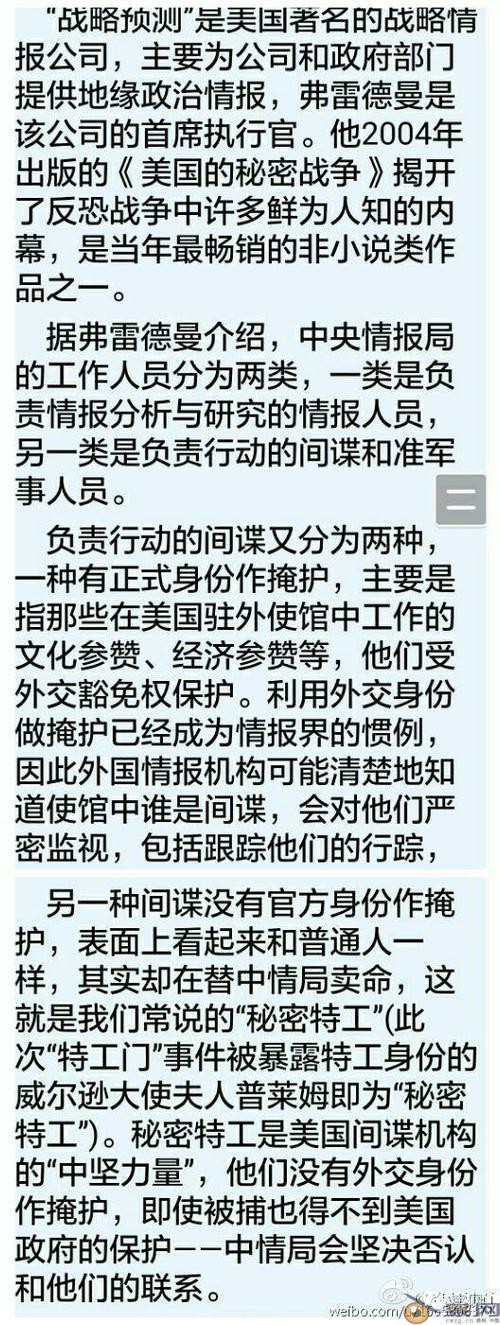 “战略预测”是美国著名的战略情
报公司，主要为公司和政府部门
提供地缘政治情报，弗雷德曼是
该公司的首席执行官。他2004年
出版的《美国的秘密战争》揭开
了反恐战争中许多鲜为人知的内
幕，是当年最畅销的非小说类作
品之一。
据弗雷德曼介绍，中央情报局
的工作人员分为两类，一类是负
责情报分析与研究的情报人员，
另一类是负责行动的间谍和准军
事人员。
负责行动的间谍又分为两种，
一种有正式身份作掩护，主要是
指那些在美国驻外使馆中工作的
文化参赞、经济参赞等，他们受
外交豁免权保护。利用外交身份
做掩护已经成为情报界的惯例，
因此外国情报机构可能清楚地知
道使馆中谁是间谍，会对他们严
密监视，包括跟踪他们的行踪，
另一种间谍没有官方身份作掩
护，表面上看起来和普通人一
样，其实却在替中情局卖命，这
就是我们常说的“秘密特工”(此
次“特工门”事件被暴露特工身份的
威尔逊大使夫人普莱姆即为“秘密
特工”)。秘密特工是美国间谍机构
的“中坚力量”，他们没有外交身份
作掩护，即使被捕也得不到美国
政府的保护——中情局会坚决否认
和他们的联系。